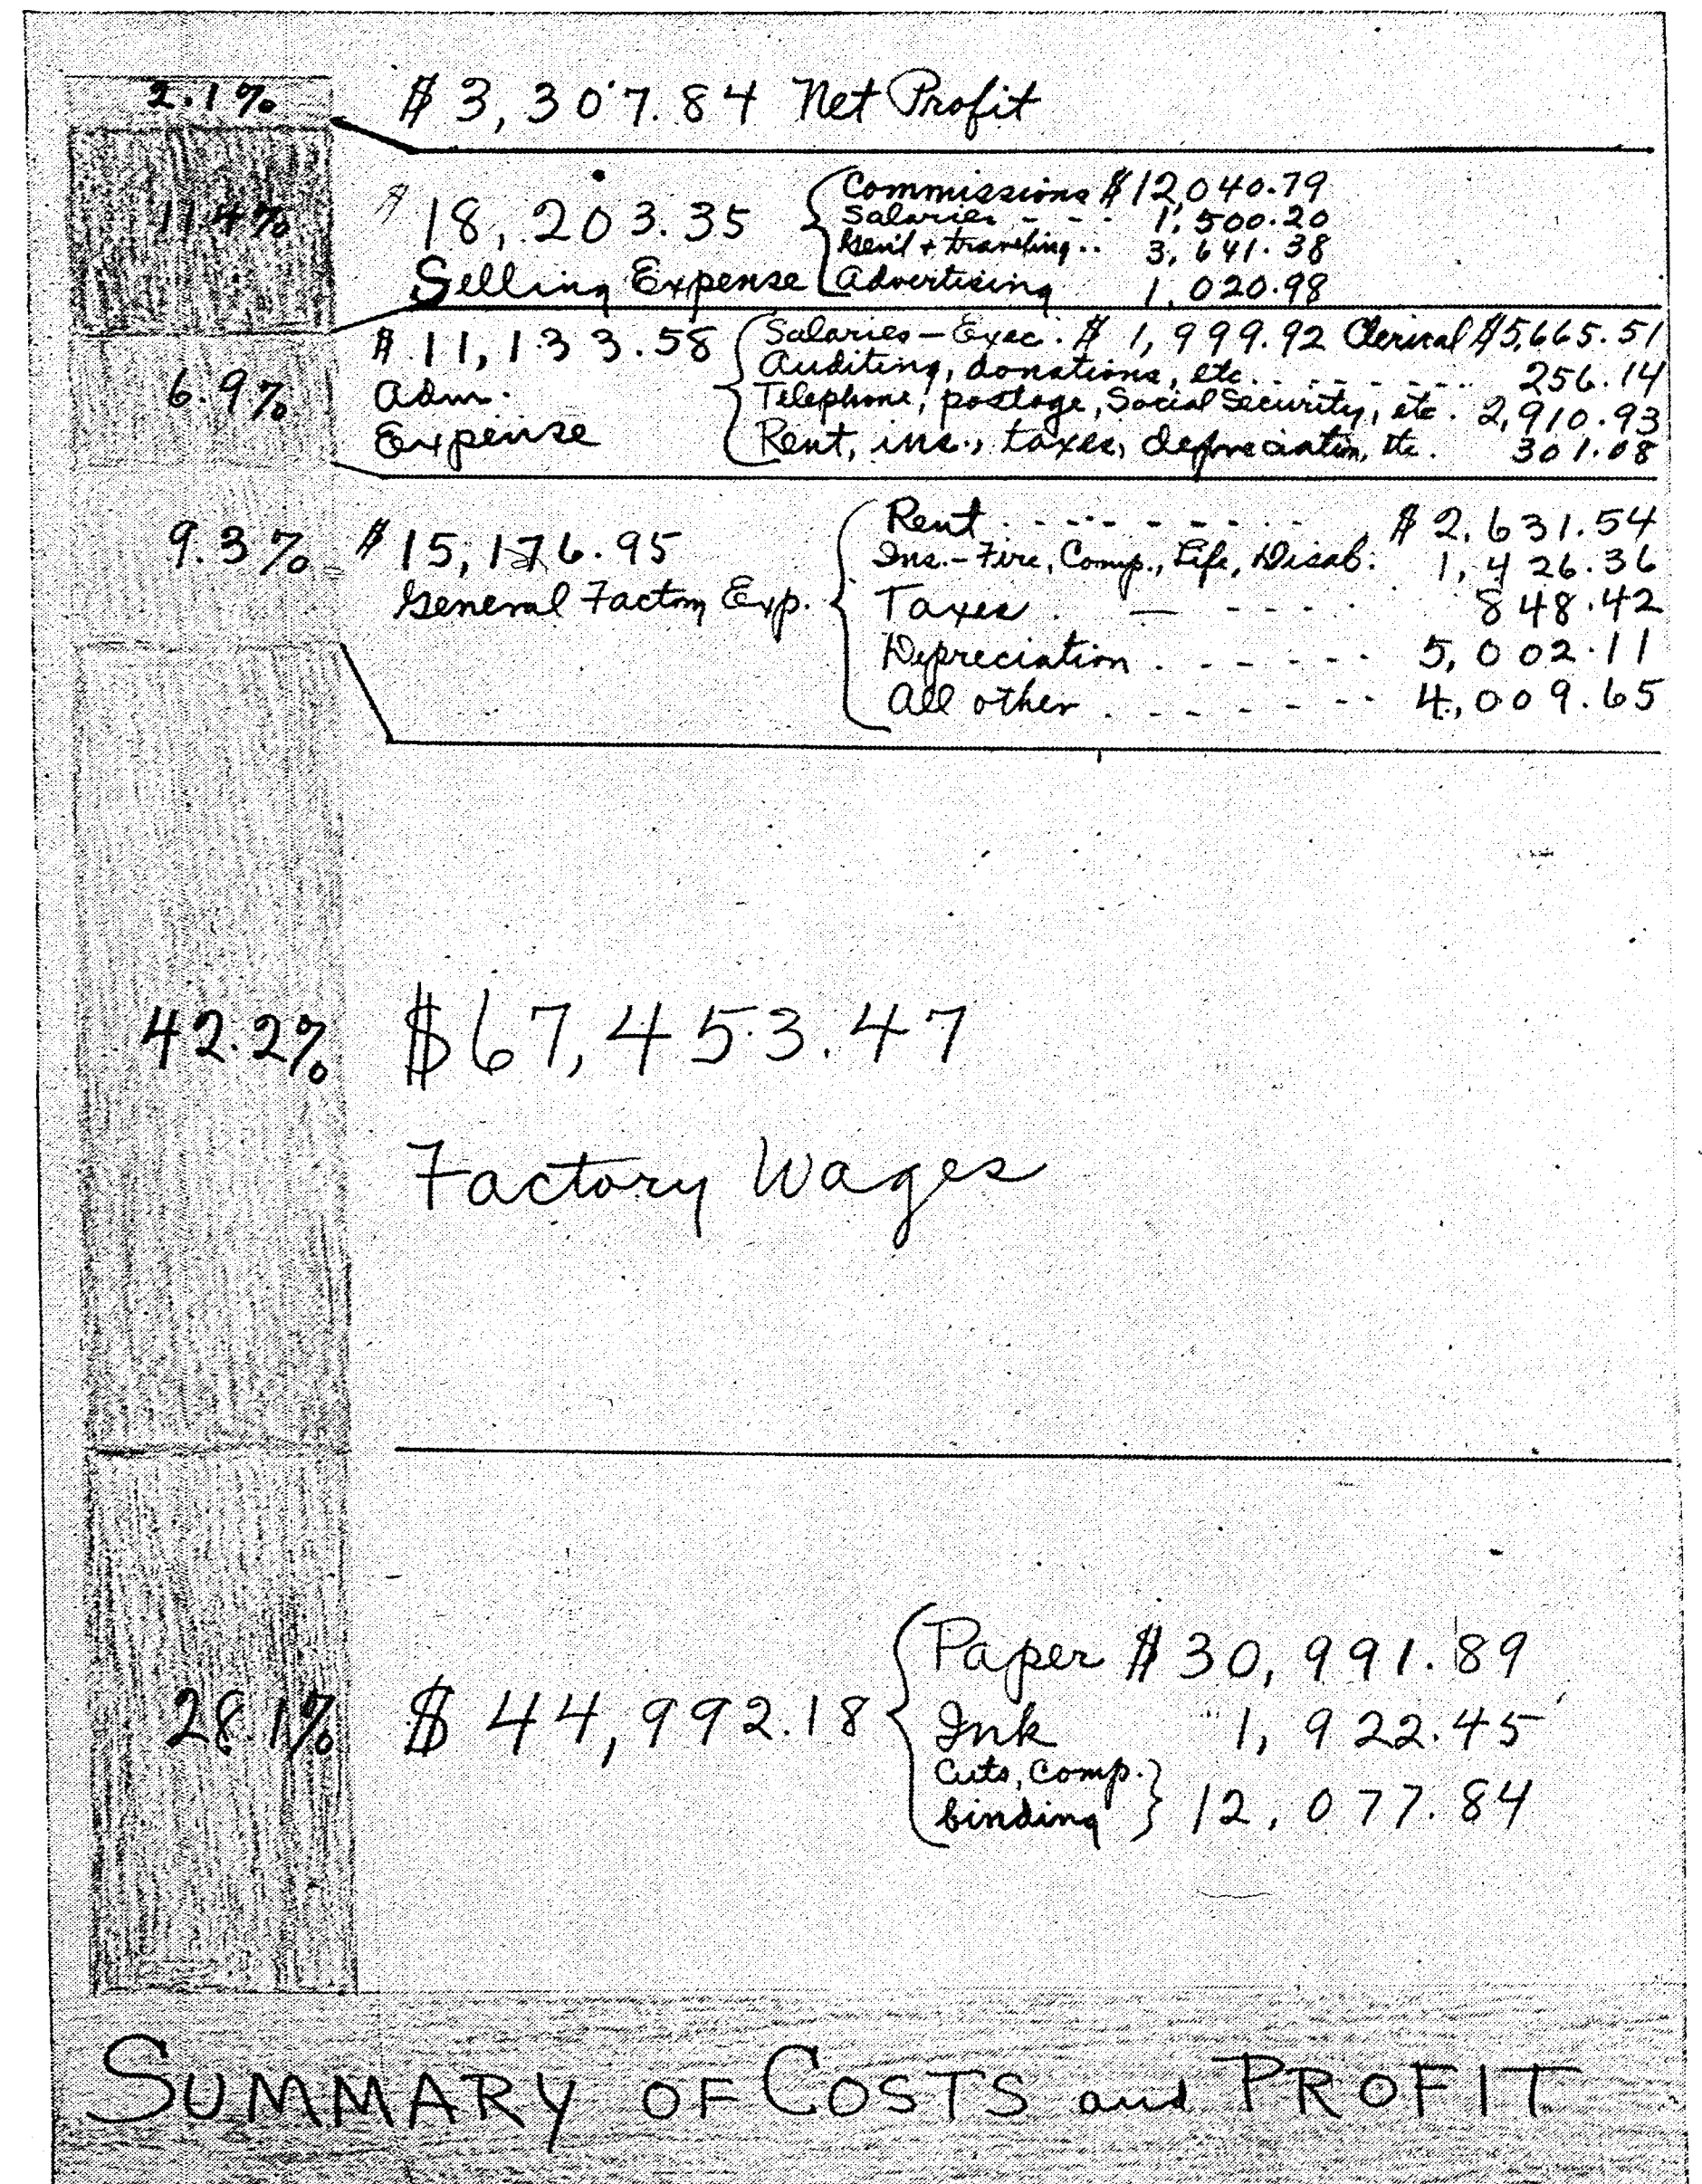 2.1% $ 3,307.84 Net Profit
11.4% $ 18,203.35
Selling Expense
Commissions $ 12,040.79
Salaries - - - 1,500.20
Genl + traveling .. 3,641.38
Advertising 1,020.98
6.9% $ 11,133.58
Adm.
Expense
Salaries – Exec. $ 1,999.92 Clerical $5,665.51
Auditing, donations, etc. - - - - - - 256.14
Telephone, postage, Social Security, etc. 2,910.93
Rent, ins., taxes, depreciation, etc. 301.08
9.3% $ 15,176.95
General Factory Exp.
Rent - - - - - - - - $ 2,631.54
Ins. – Fire, Comp., Life, Disab. 1,426.36
Taxes . — - - - - 848.42
Depreciation . - - - - - 5,002.11
All other . - - - - - - 4,009.65
42.2% $67,453.47
Factory Wages
28.1% $ 44,992.18
Paper $ 30,991.89
Ink 1,922.45
Cuts, comp.
binding } 12,077.84
SUMMARY OF COSTS and PROFIT